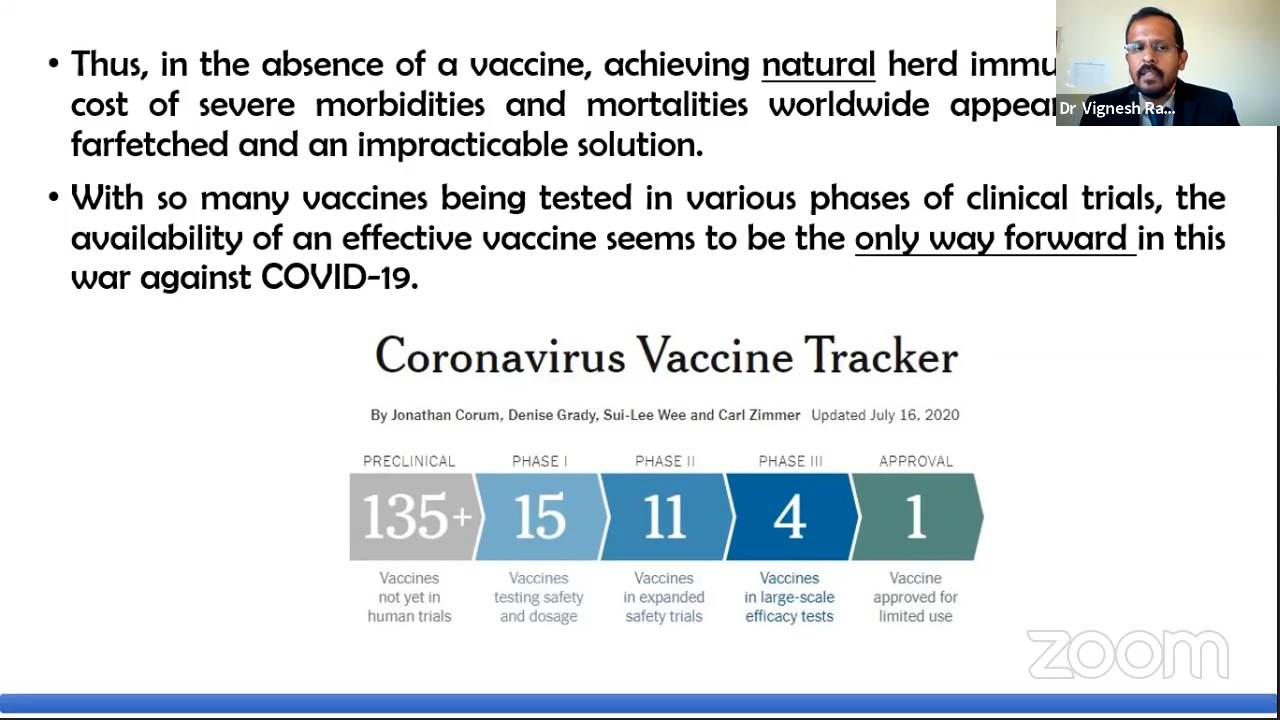 • Thus, in the absence of a vaccine, achieving natural herd
cost of severe morbidities and mortalities worldwide
farfetched and an impracticable solution.
• With so many vaccines being tested in various phases of clinical trials, the
availability of an effective vaccine seems to be the only way forward in this
war against COVID-19.
Dr Vignesh Ra...
Coronavirus Vaccine Tracker
By Jonathan Corum, Denise Grady, Sui-Lee Wee and Carl Zimmer Updated July 16, 2020
PRECLINICAL PHASE I PHASE II PHASE III APPROVAL
135+ 15 11 4 1
Vaccines Vaccines Vaccines Vaccines Vaccine
not yet in testing safety in expanded in large-scale approved for
human trials and dosage safety trials efficacy tests limited use
zoom